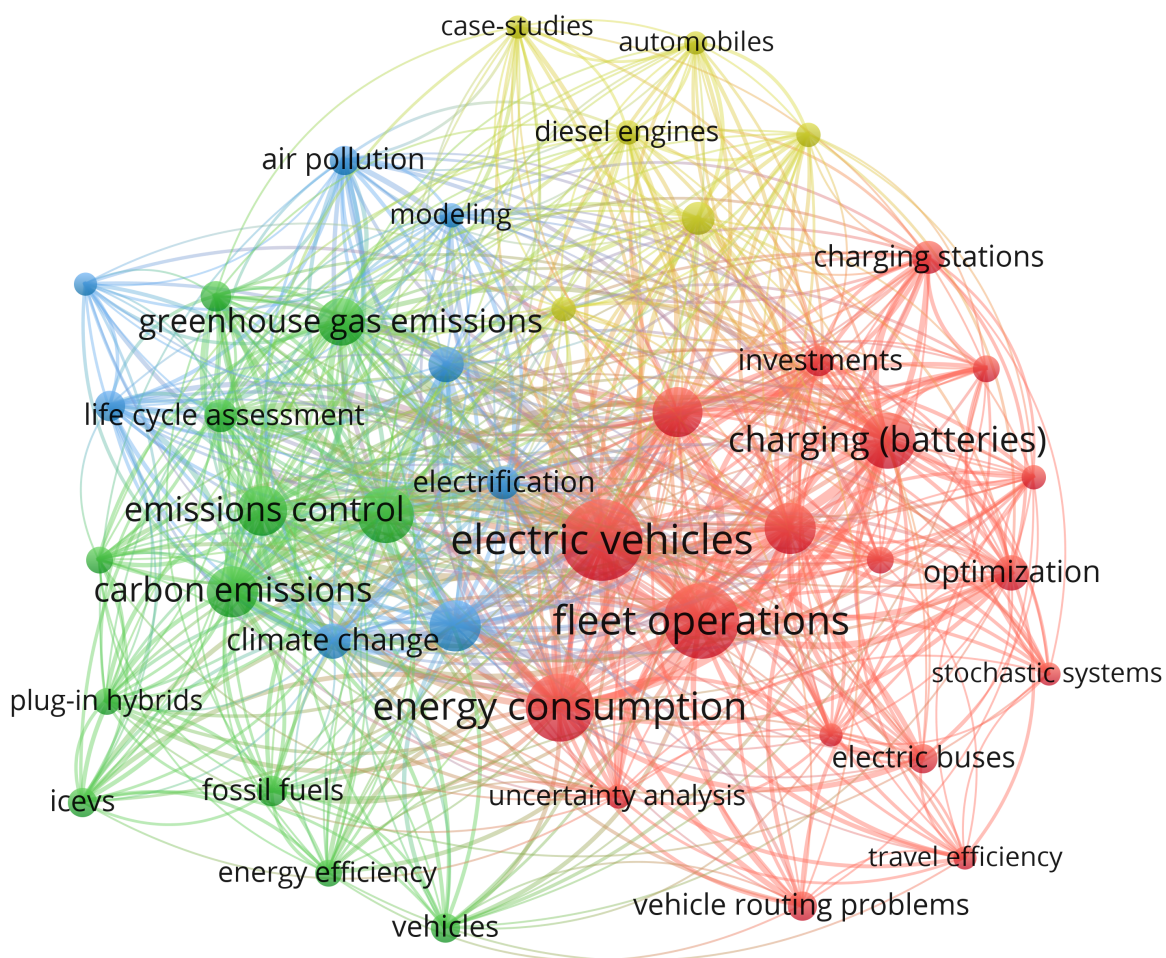 case-studies
automobiles
diesel engines
air pollution
modeling
charging stations
greenhouse gas emissions
investments
life cycle assessment
charging (batteries)
electrification
emissions control
electric vehicles
optimization
carbon emissions
fleet operations
climate change
stochastic systems
plug-in hybrids
energy consumption
electric buses
fossil fuels
uncertainty analysis
icevs
travel efficiency
energy efficiency
vehicle routing problems
vehicles